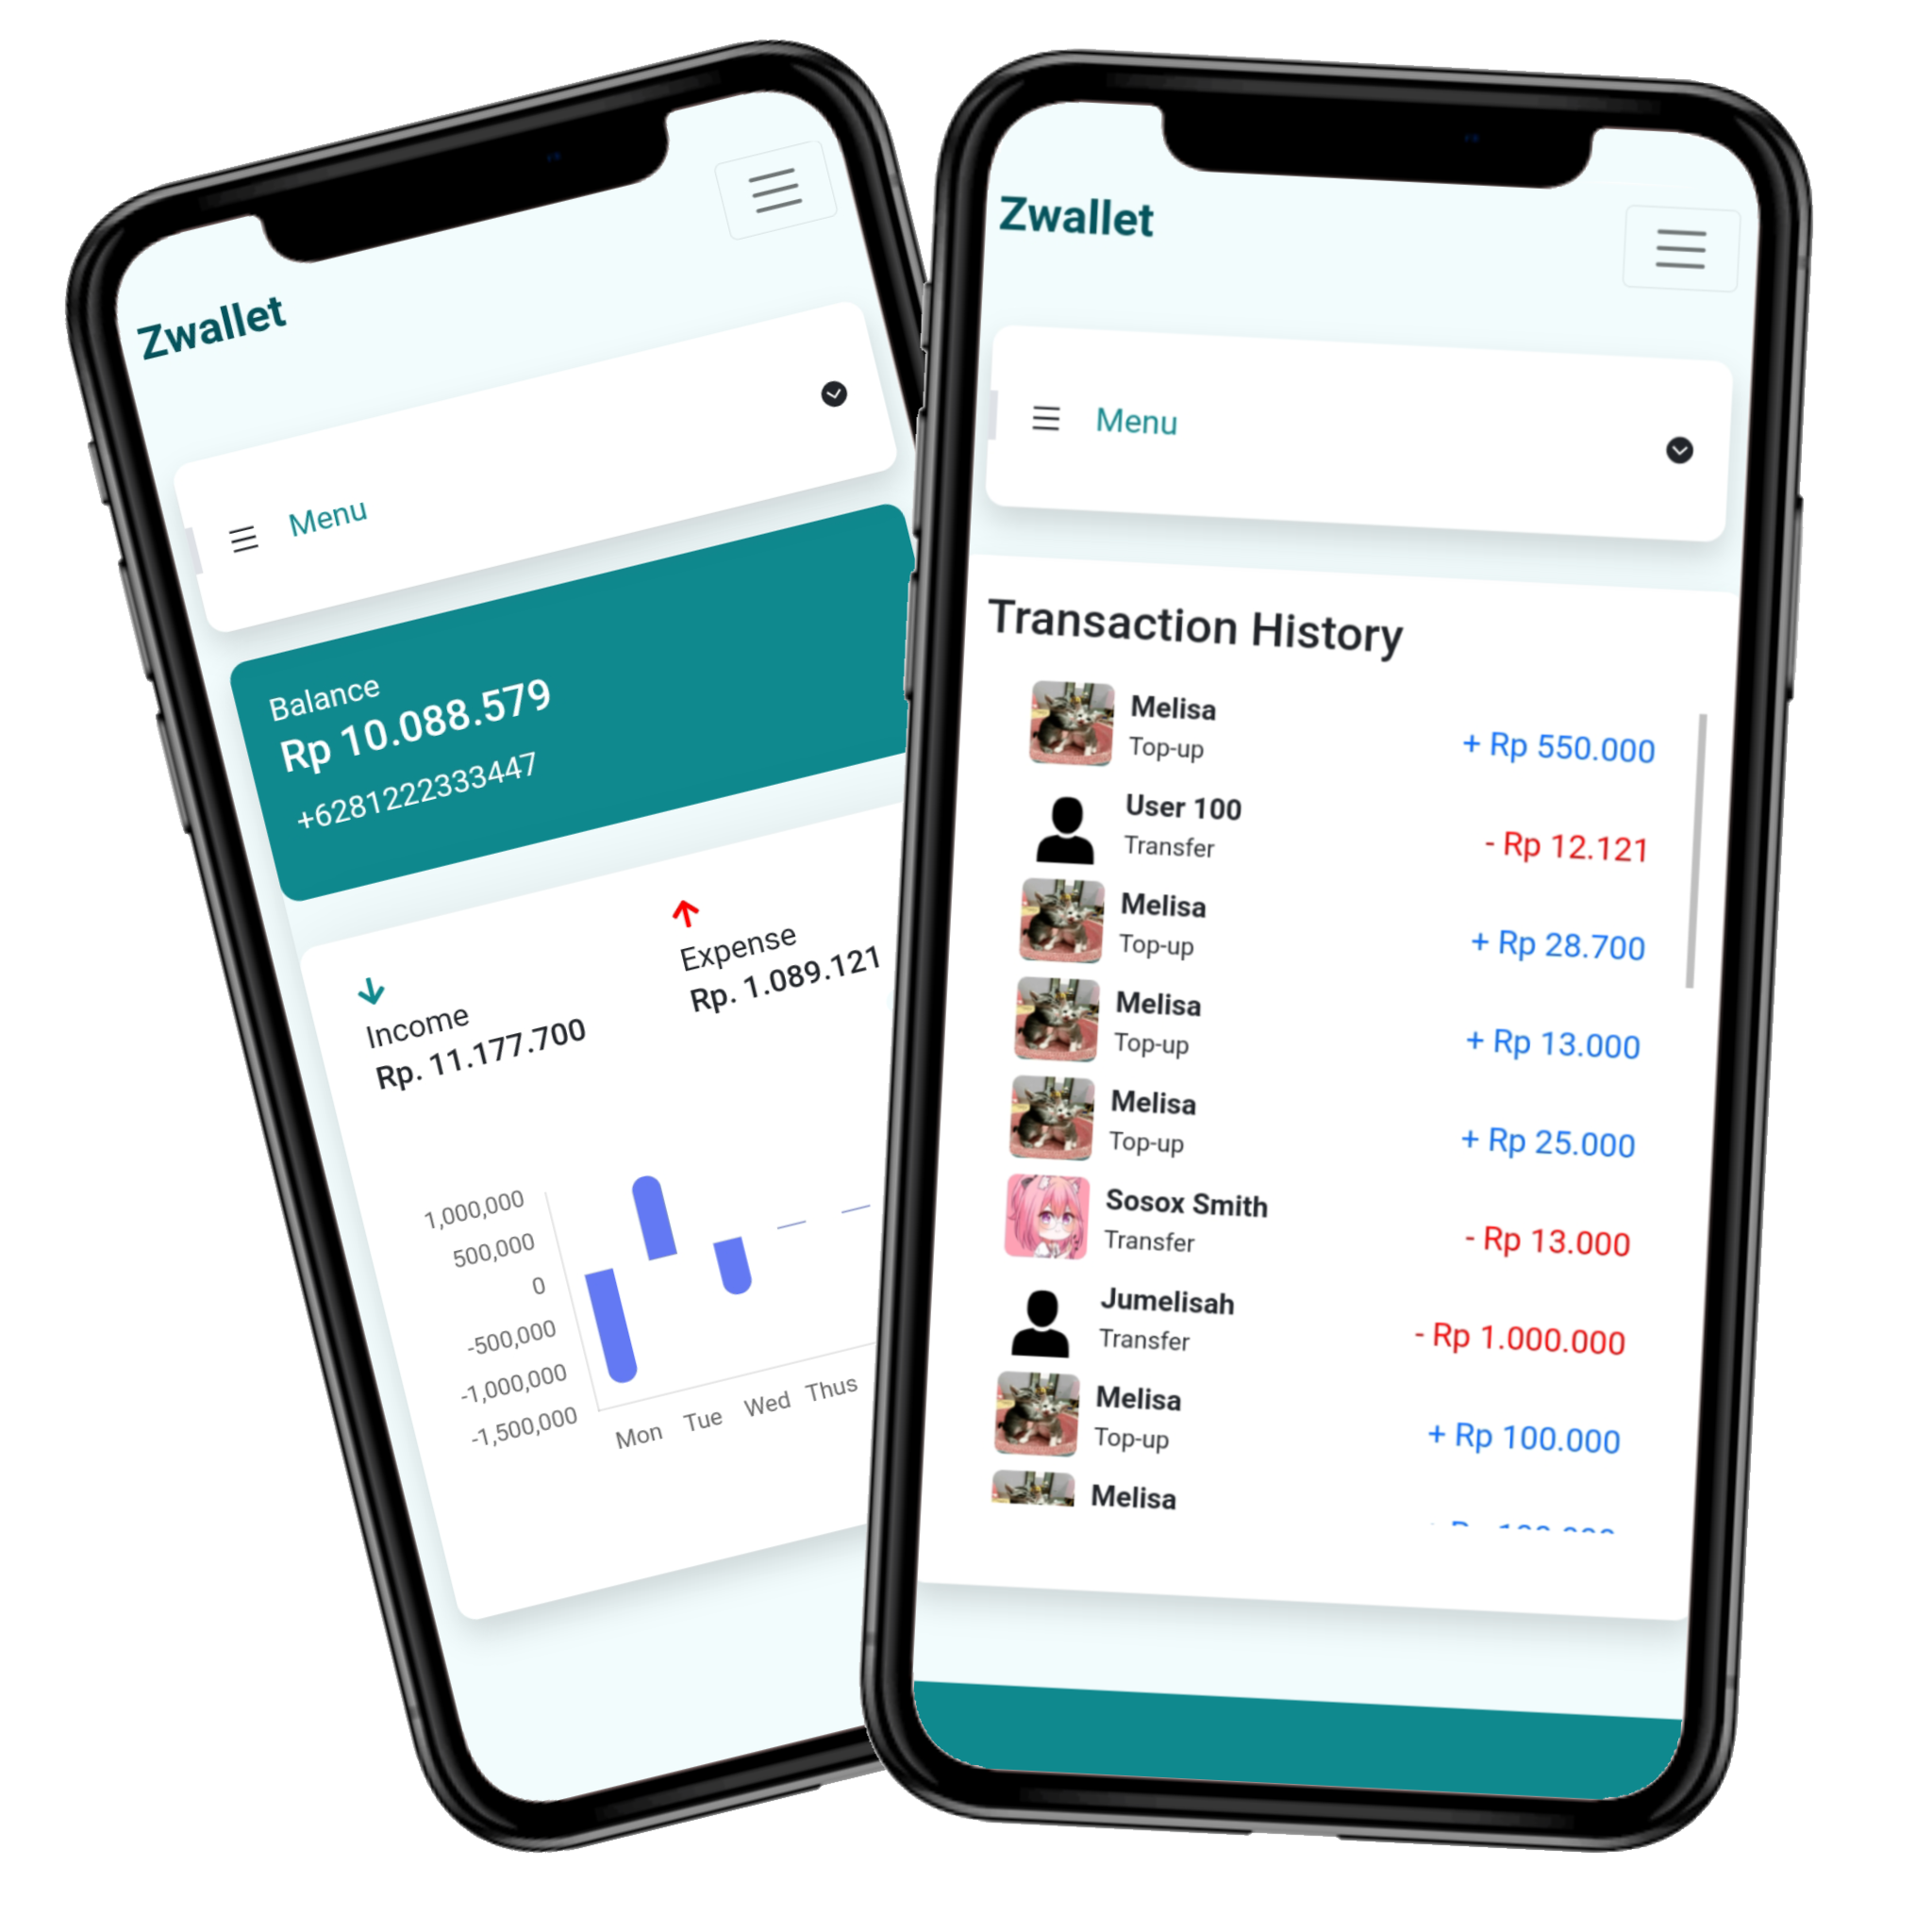 Zwallet
Menu
Balance
Rp 10.088.579
+6281222333447
Income
Rp. 11.177.700
Expense
Rp. 1.089.121
1,000,000
500,000
0
-500,000
-1,000,000
-1,500,000
Mon Tue Wed Thus
Zwallet
Menu
Transaction History
Melisa
Top-up
+ Rp 550.000
User 100
Transfer
- Rp 12.121
Melisa
Top-up
+ Rp 28.700
Melisa
Top-up
+ Rp 13.000
Melisa
Top-up
+ Rp 25.000
Sosox Smith
Transfer
- Rp 13.000
Jumelisah
Transfer
- Rp 1.000.000
Melisa
Top-up
+ Rp 100.000
Melisa